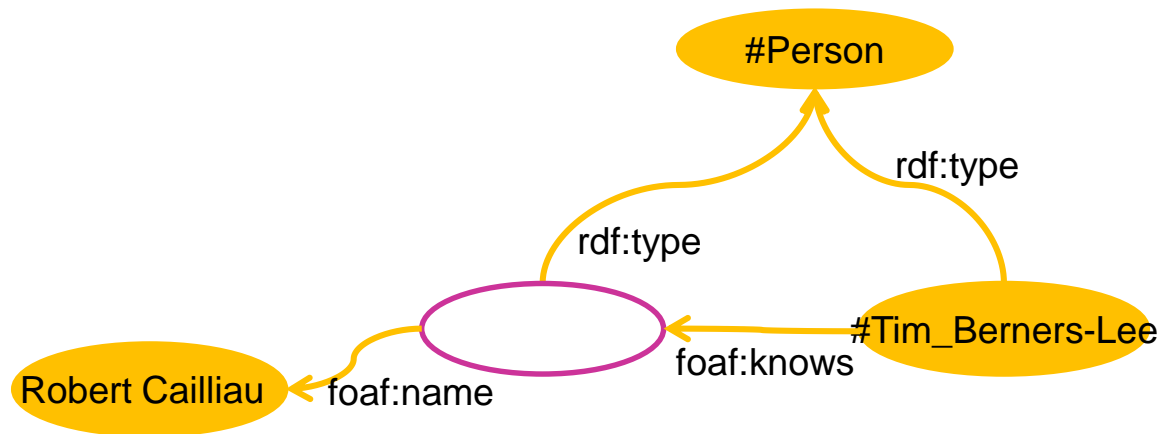 #Person
rdf:type
rdf:type
#Tim_Berners-Lee
foaf:knows
Robert Cailliau
foaf:name